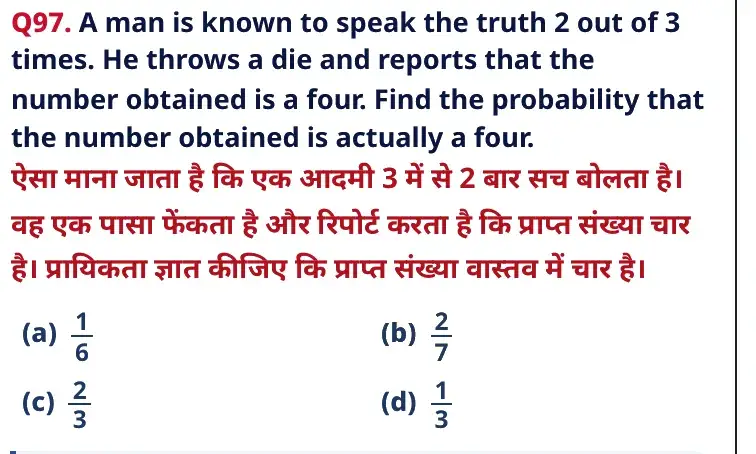 Q97. A man is known to speak the truth 2 out of 3
times. He throws a die and reports that the
number obtained is a four. Find the probability that
the number obtained is actually a four.
ऐसा माना जाता है कि एक आदमी 3 में से 2 बार सच बोलता है।
वह एक पासा फेंकता है और रिपोर्ट करता है कि प्राप्त संख्या चार
है। प्रायिकता ज्ञात कीजिए कि प्राप्त संख्या वास्तव में चार है।
(a) 1/6 (b) 2/7
(c) 2/3 (d) 1/3